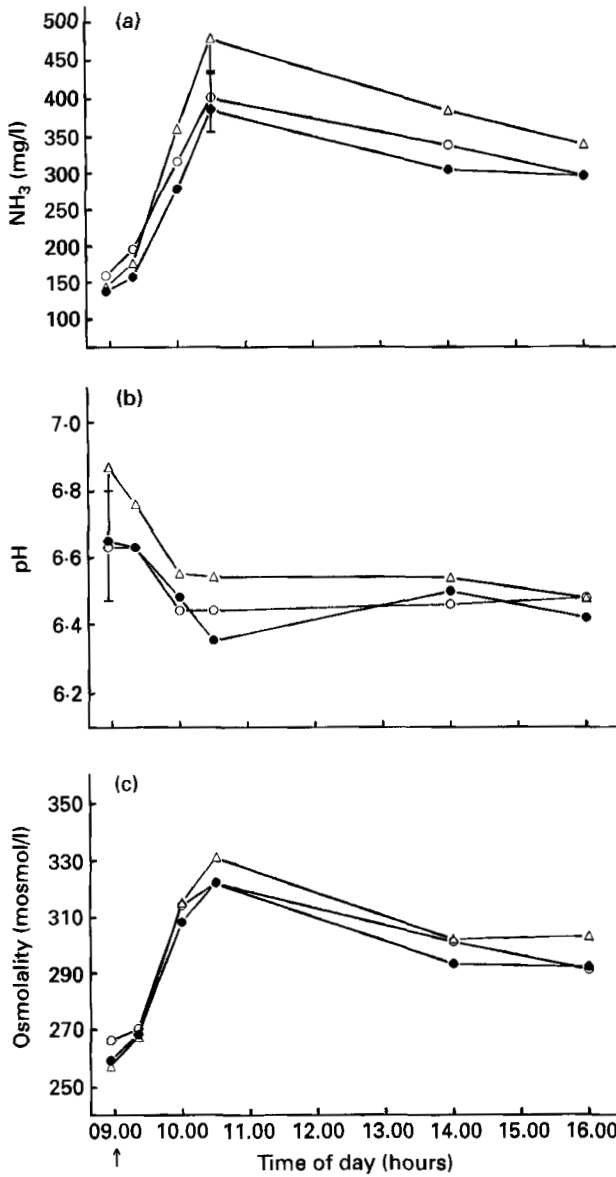 (a)
NH₃ (mg/l)
500
450
400
350
300
250
200
150
100
(b)
pH
7·0
6·8
6·6
6·4
6·2
(c)
Osmolality (mosmol/l)
350
330
310
290
270
250
09.00 10.00 11.00 12.00 13.00 14.00 15.00 16.00
↑ Time of day (hours)